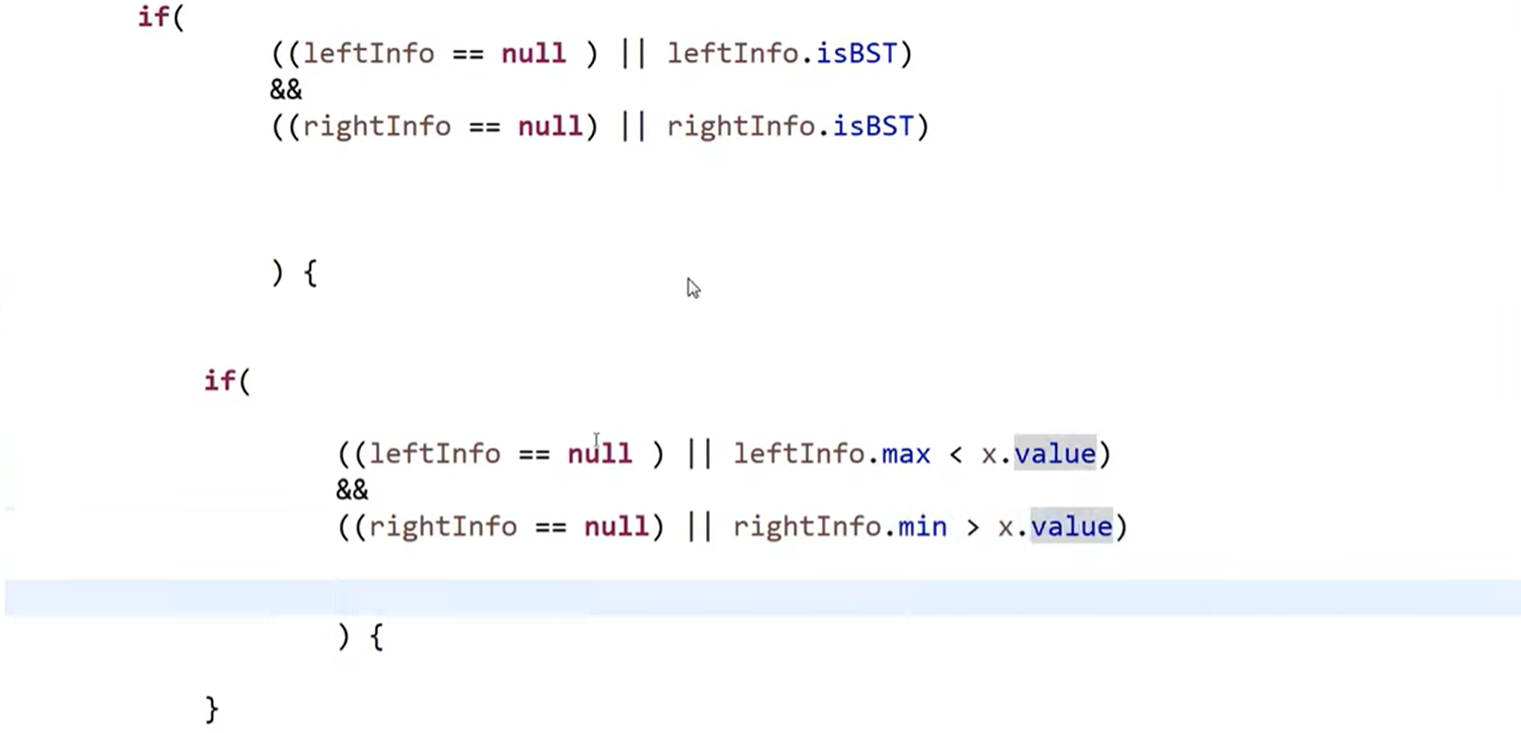 if(
((leftInfo == null ) || leftInfo.isBST)
&&
((rightInfo == null) || rightInfo.isBST)
) {
if(
((leftInfo == null ) || leftInfo.max < x.value)
&&
((rightInfo == null) || rightInfo.min > x.value)
) {
}